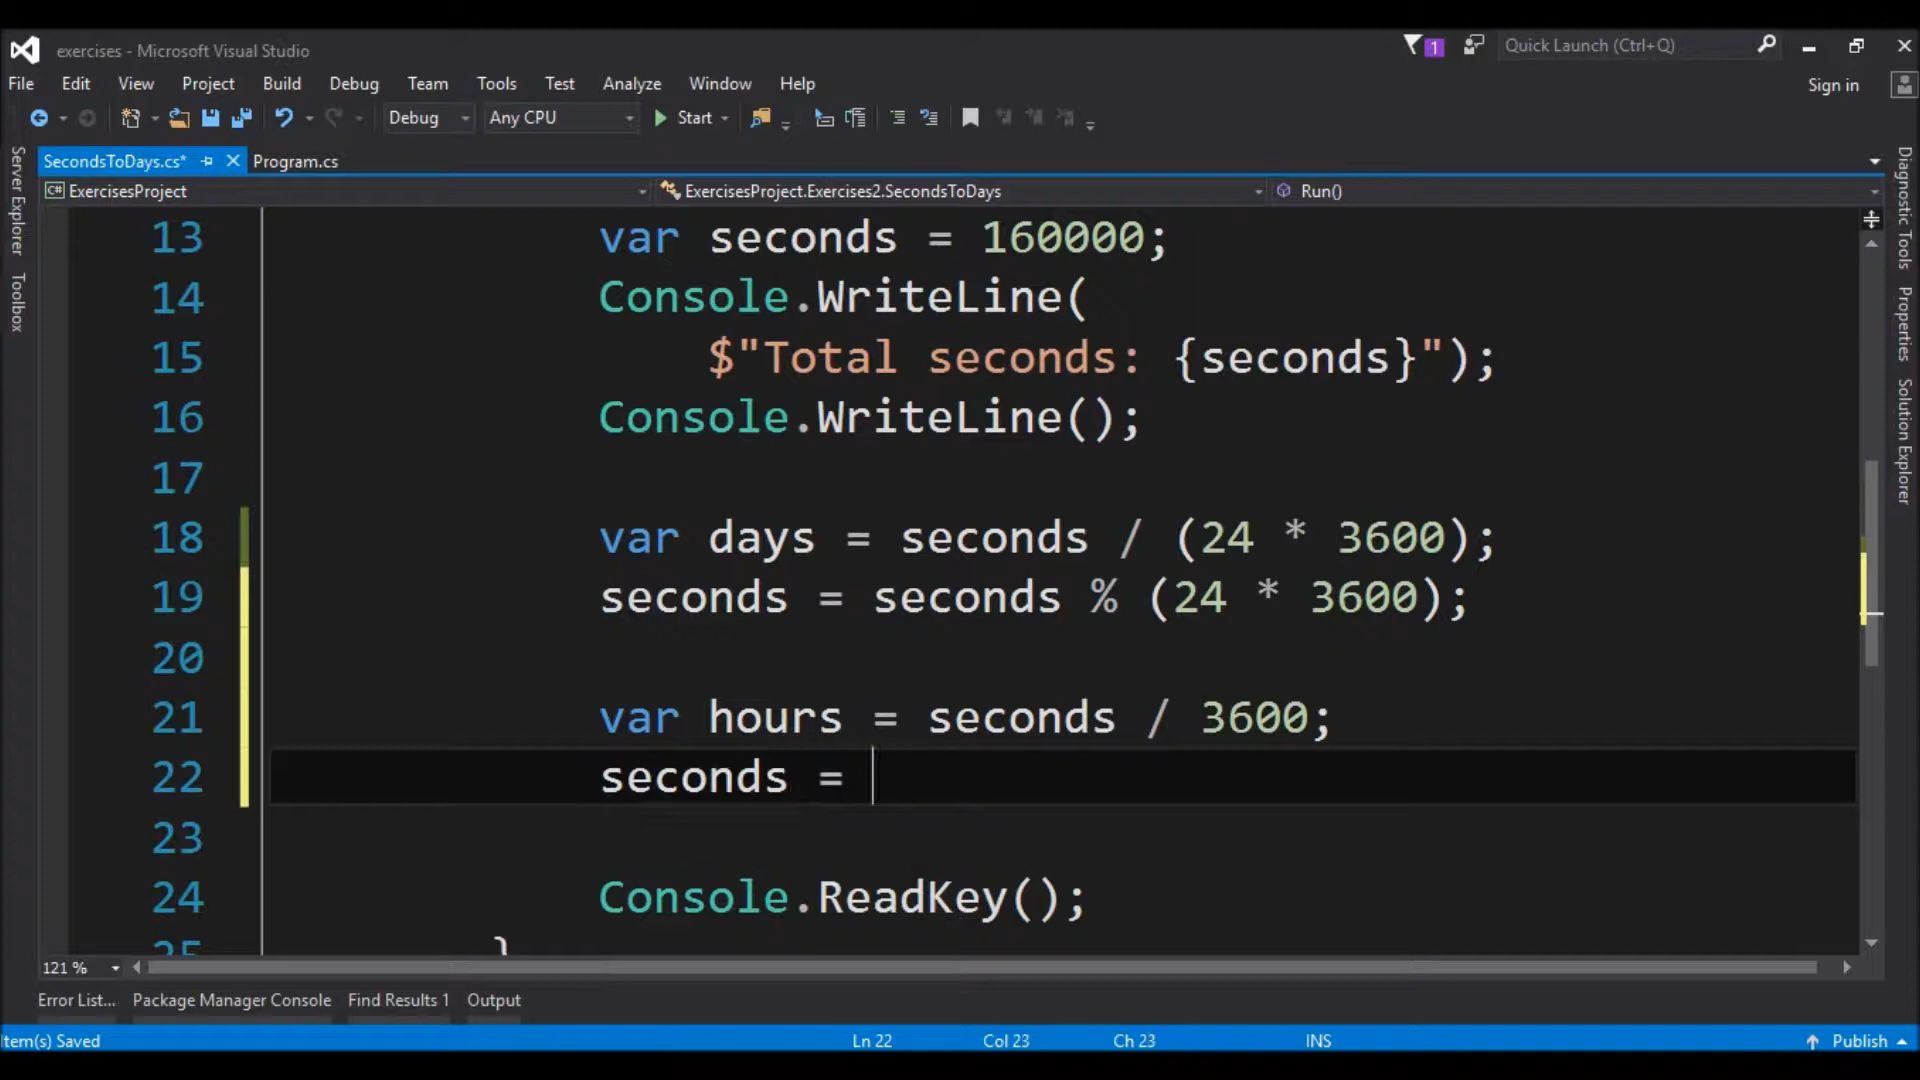 exercises - Microsoft Visual Studio
1
Quick Launch (Ctrl+Q)
File Edit View Project Build Debug Team Tools Test Analyze Window Help
Sign in
Debug Any CPU Start
SecondsToDays.cs* Program.cs
C# ExercisesProject ExercisesProject.Exercises2.SecondsToDays Run()
Server Explorer
Toolbox
Diagnostic Tools
Properties
Solution Explorer
13 var seconds = 160000;
14 Console.WriteLine(
15 $"Total seconds: {seconds}");
16 Console.WriteLine();
17
18 var days = seconds / (24 * 3600);
19 seconds = seconds % (24 * 3600);
20
21 var hours = seconds / 3600;
22 seconds =
23
24 Console.ReadKey();
25 }
121 %
Error List... Package Manager Console Find Results 1 Output
tem(s) Saved Ln 22 Col 23 Ch 23 INS Publish